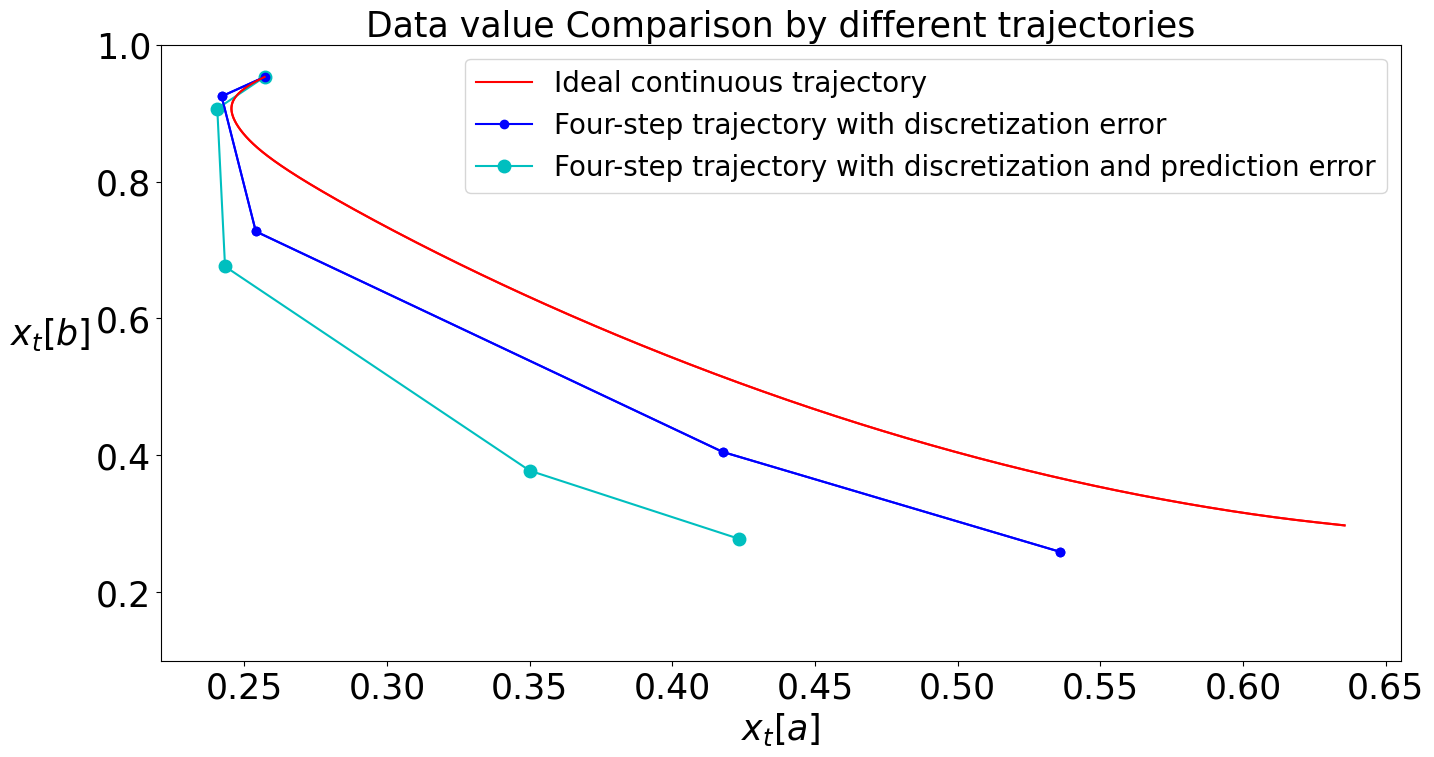 Data value Comparison by different trajectories
Ideal continuous trajectory
Four-step trajectory with discretization error
Four-step trajectory with discretization and prediction error
1.0
0.8
0.6
0.4
0.2
x_t[b]
0.25 0.30 0.35 0.40 0.45 0.50 0.55 0.60 0.65
x_t[a]